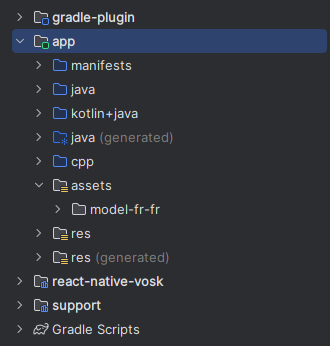 gradle-plugin
app
manifests
java
kotlin+java
java (generated)
cpp
assets
model-fr-fr
res
res (generated)
react-native-vosk
support
Gradle Scripts